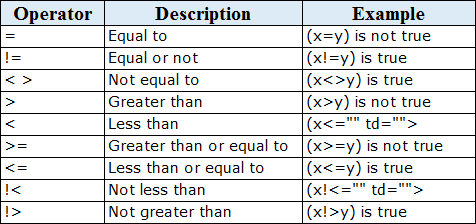 Operator Description Example
= Equal to (x=y) is not true
!= Equal or not (x!=y) is true
< > Not equal to (x<>y) is true
> Greater than (x>y) is not true
< Less than (x<="" td="">
>= Greater than or equal to (x>=y) is not true
<= Less than or equal to (x<=y) is true
!< Not less than (x!<="" td="">
!> Not greater than (x!>y) is true